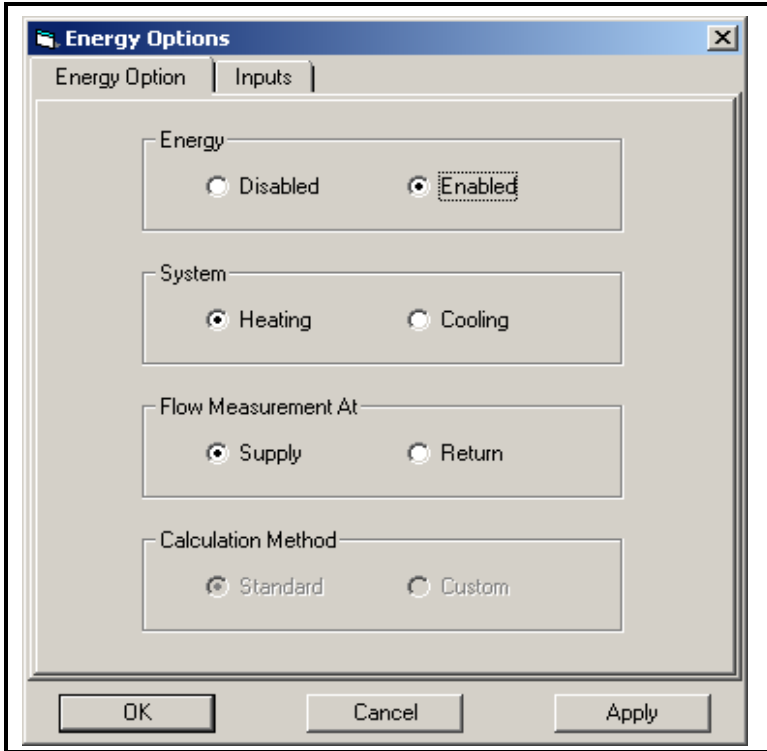 Energy Options
Energy Option Inputs
Energy
Disabled Enabled
System
Heating Cooling
Flow Measurement At
Supply Return
Calculation Method
Standard Custom
OK Cancel Apply